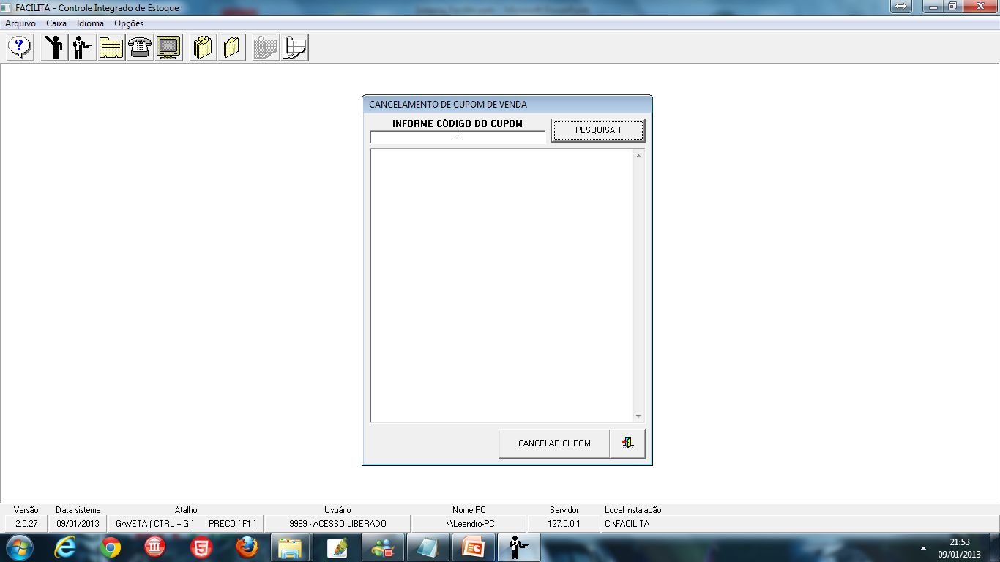 FACILITA - Controle Integrado de Estoque
Arquivo Caixa Idioma Opções
CANCELAMENTO DE CUPOM DE VENDA
INFORME CÓDIGO DO CUPOM
PESQUISAR
1
CANCELAR CUPOM
Versão Data sistema Atalho Usuário Nome PC Servidor Local instalacão
2.0.27 09/01/2013 GAVETA ( CTRL + G ) PREÇO ( F1 ) 9999 - ACESSO LIBERADO \\Leandro-PC 127.0.0.1 C:\FACILITA
21:53
09/01/2013